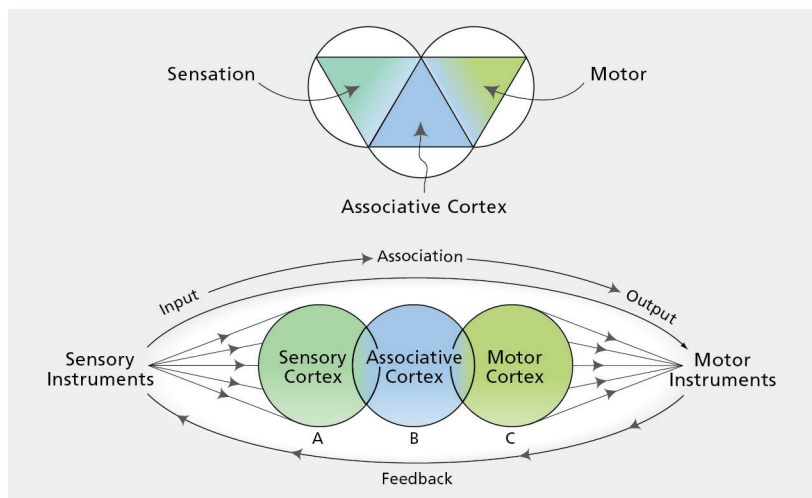 Sensation
Motor
Associative Cortex
Input
Association
Output
Sensory
Instruments
Sensory
Cortex
Associative
Cortex
Motor
Cortex
Motor
Instruments
A
B
C
Feedback